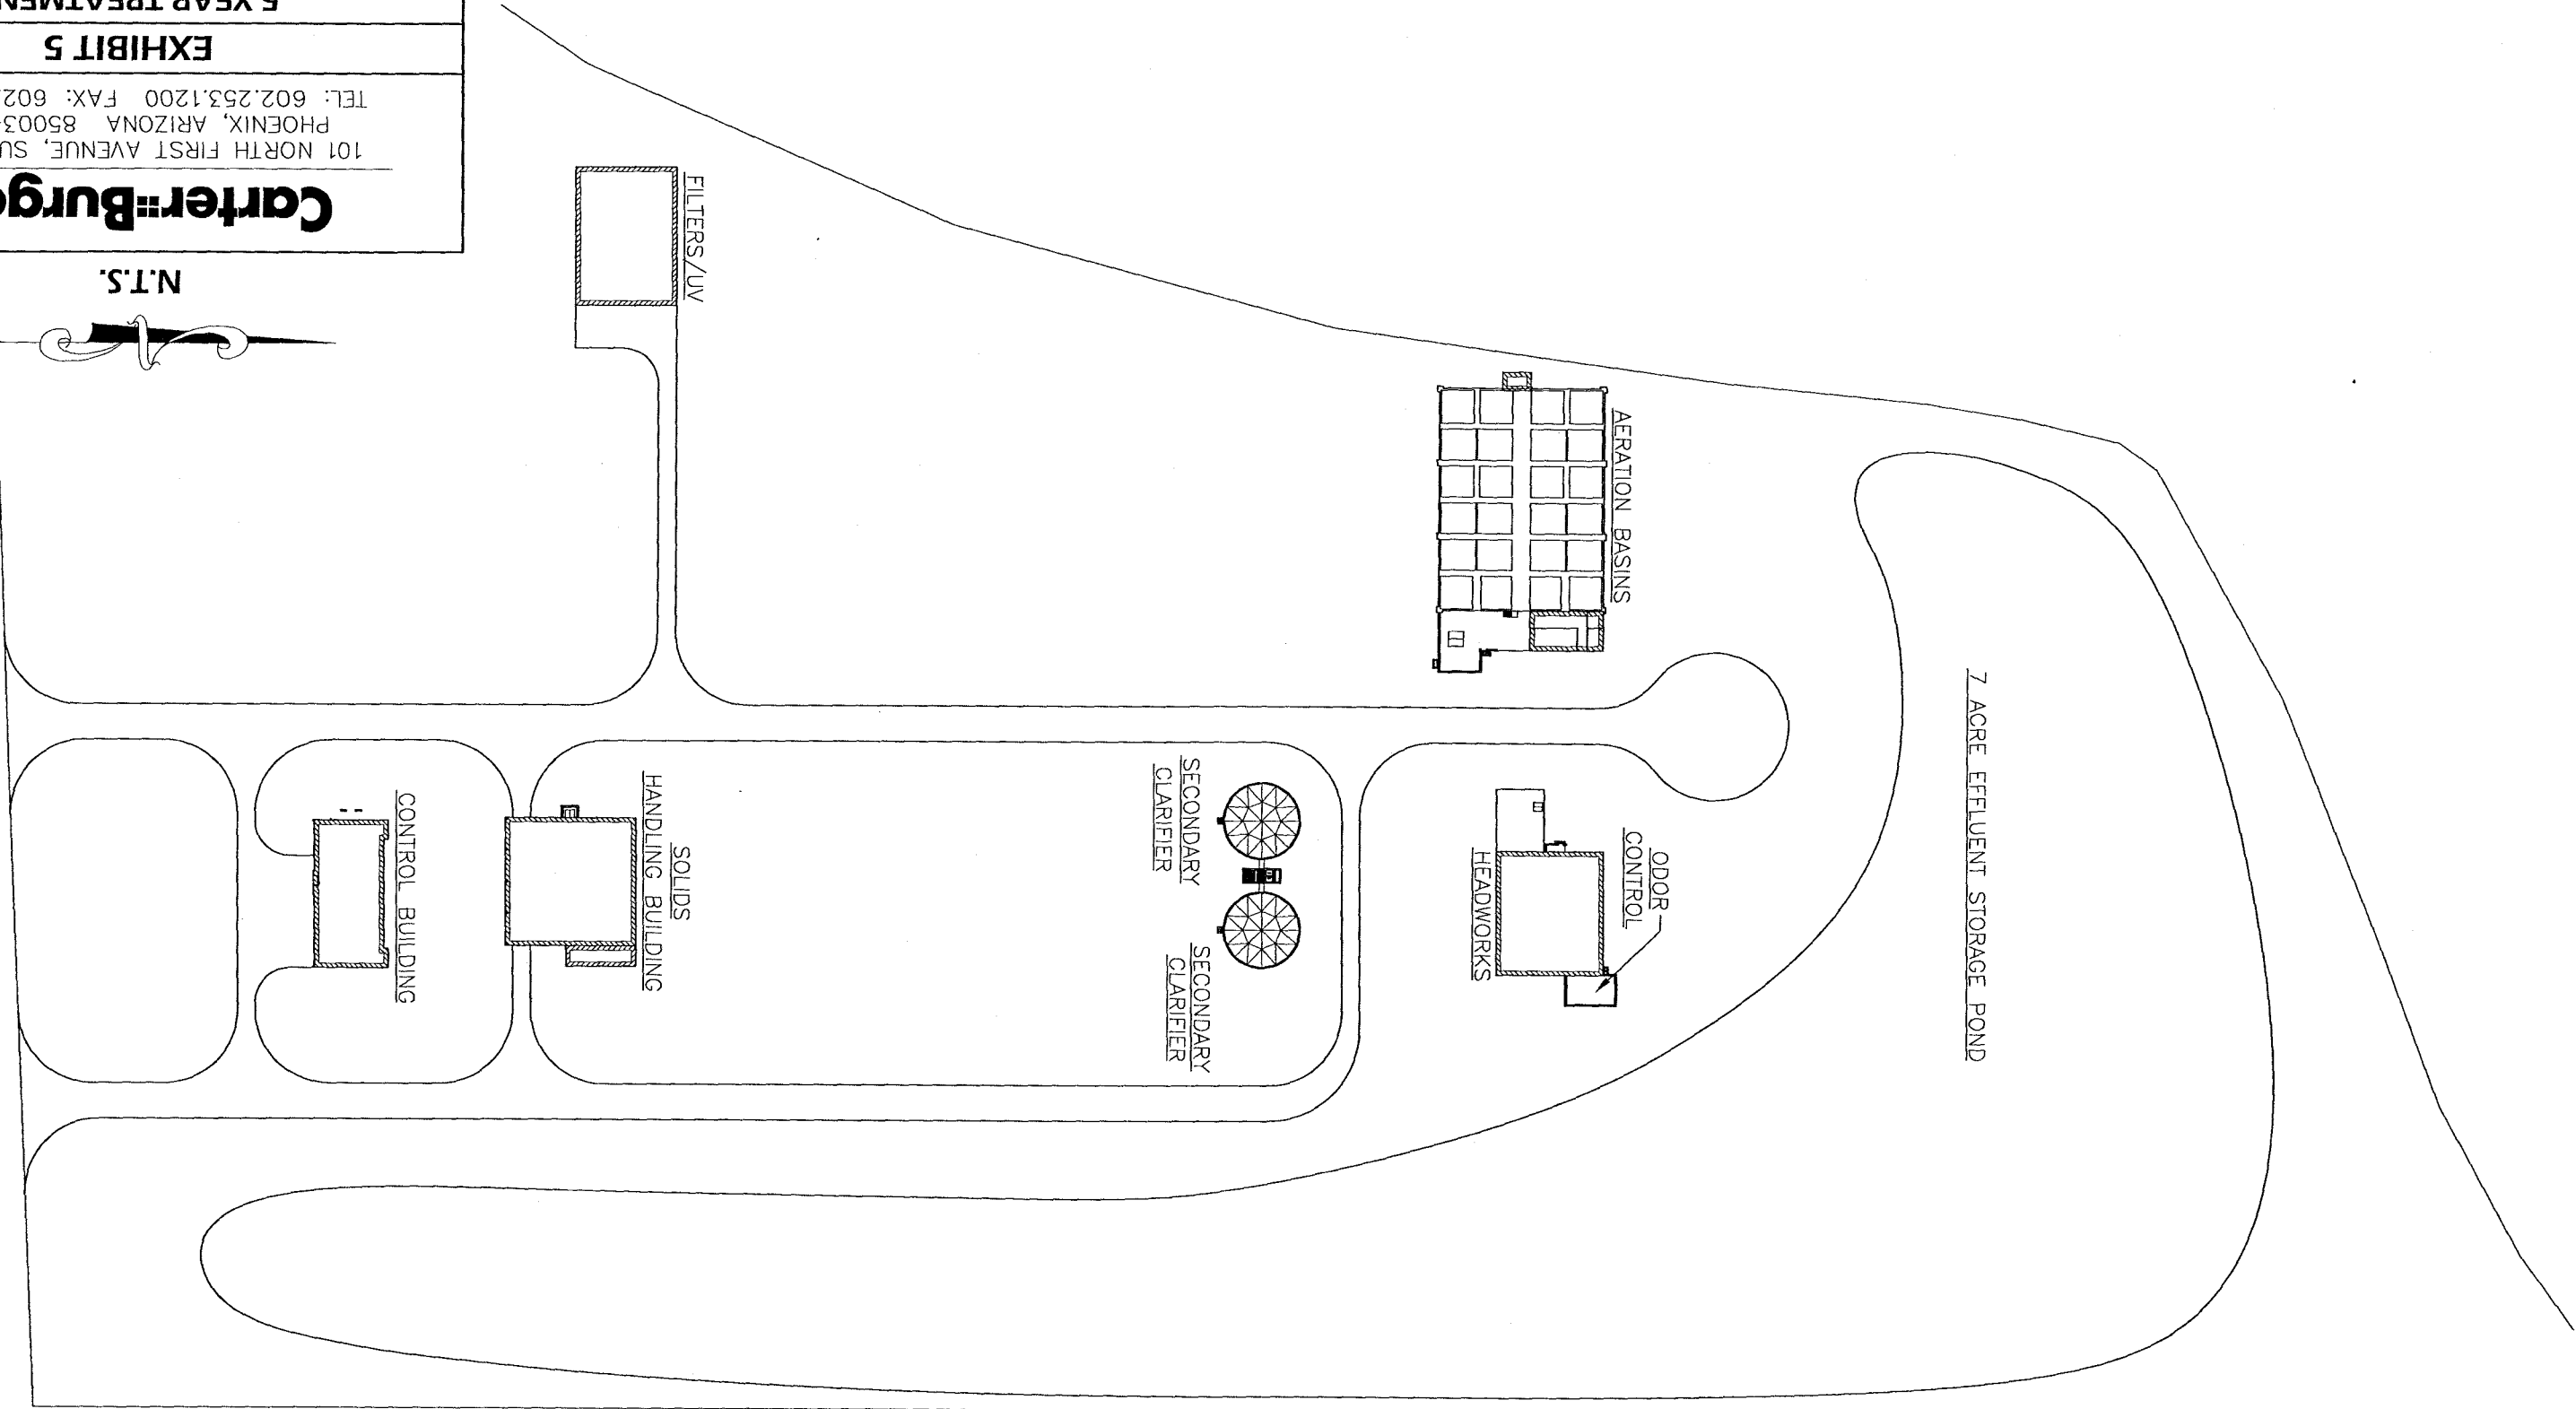 Carter::Burg
101 NORTH FIRST AVENUE, SU
PHOENIX, ARIZONA 85003-
TEL: 602.253.1200 FAX: 602.
EXHIBIT 5
5 YEAR TREATMEN
N.T.S.
FILTERS/UV
AERATION BASINS
7 ACRE EFFLUENT STORAGE POND
ODOR
CONTROL
HEADWORKS
SECONDARY
CLARIFIER
SECONDARY
CLARIFIER
SOLIDS
HANDLING BUILDING
CONTROL BUILDING